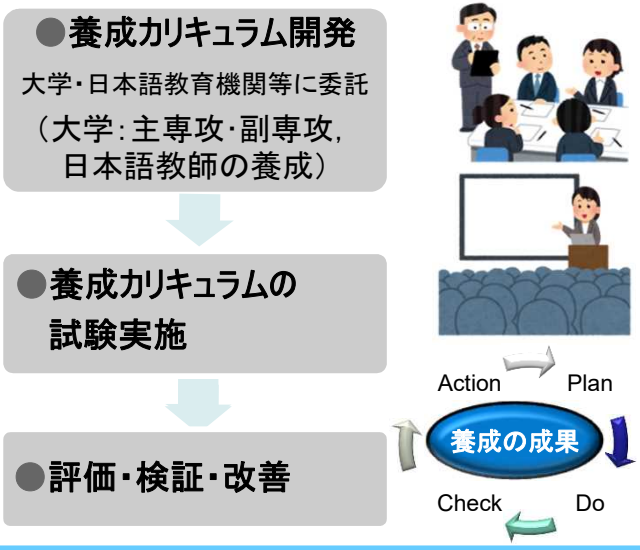 ●養成カリキュラム開発
大学・日本語教育機関等に委託
（大学：主専攻・副専攻，
日本語教師の養成）
●養成カリキュラムの
試験実施
●評価・検証・改善
Action
Plan
養成の成果
Check
Do